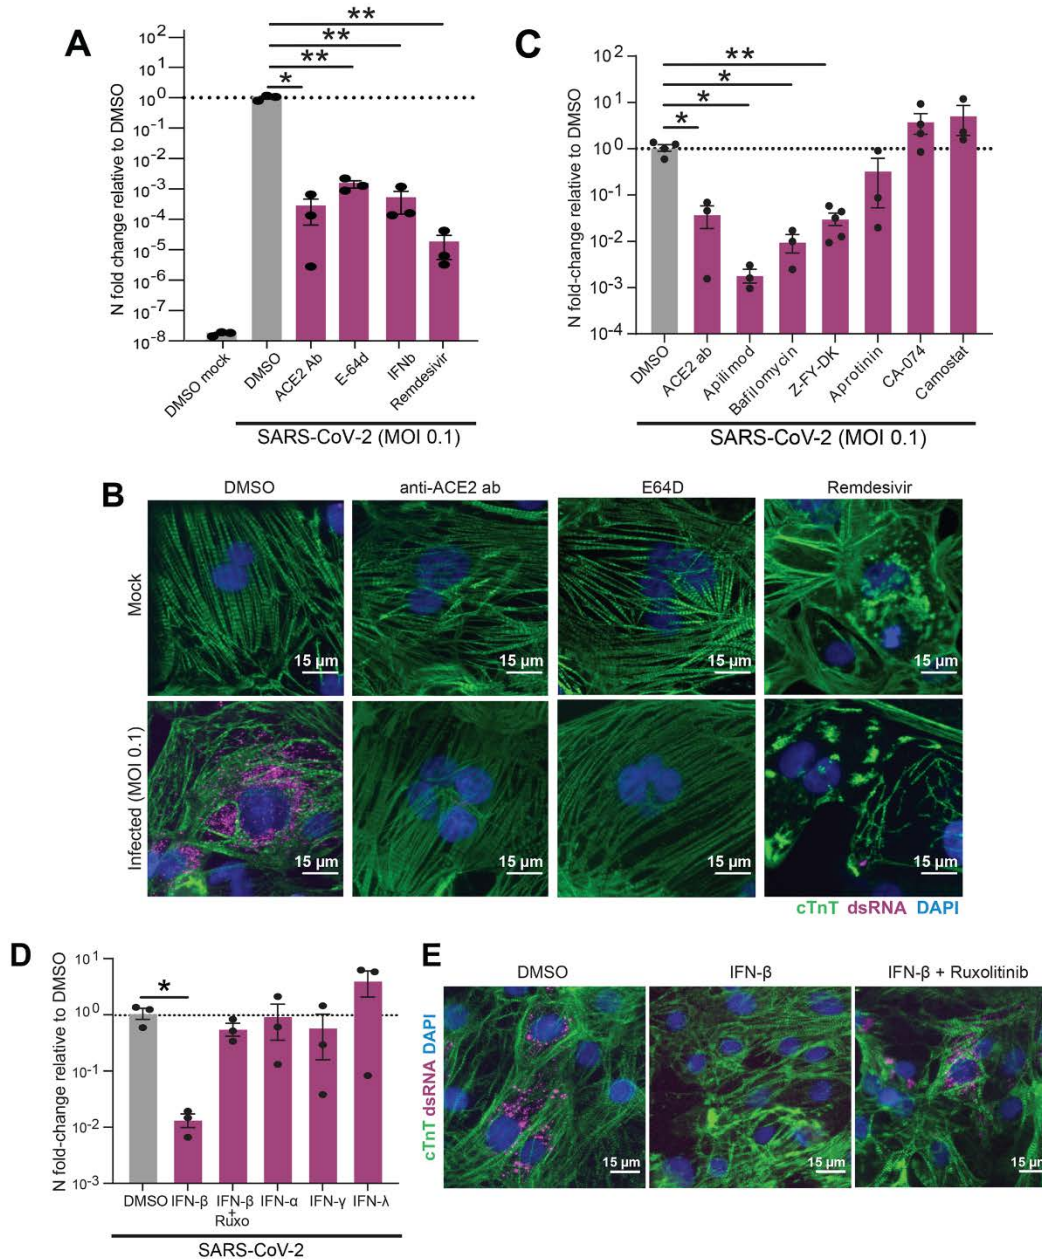 A
N fold change relative to DMSO
10²
10¹
10⁰
10⁻¹
10⁻²
10⁻³
10⁻⁴
10⁻⁵
10⁻⁶
10⁻⁷
10⁻⁸
**
**
**
*
DMSO mock
DMSO
ACE2 Ab
E-64d
IFNb
Remdesivir
SARS-CoV-2 (MOI 0.1)
C
N fold-change relative to DMSO
10²
10¹
10⁰
10⁻¹
10⁻²
10⁻³
10⁻⁴
**
*
*
*
DMSO
ACE2 ab
Apilimod
Bafilomycin
Z-FY-DK
Aprotinin
CA-074
Camostat
SARS-CoV-2 (MOI 0.1)
B
DMSO anti-ACE2 ab E64D Remdesivir
Mock
15 µm 15 µm 15 µm 15 µm
Infected (MOI 0.1)
15 µm 15 µm 15 µm 15 µm
cTnT dsRNA DAPI
D
N fold-change relative to DMSO
10¹
10⁰
10⁻¹
10⁻²
10⁻³
*
DMSO
IFN-β
IFN-β
+
Ruxo
IFN-α
IFN-γ
IFN-λ
SARS-CoV-2
E
DMSO IFN-β IFN-β + Ruxolitinib
cTnT dsRNA DAPI
15 µm 15 µm 15 µm